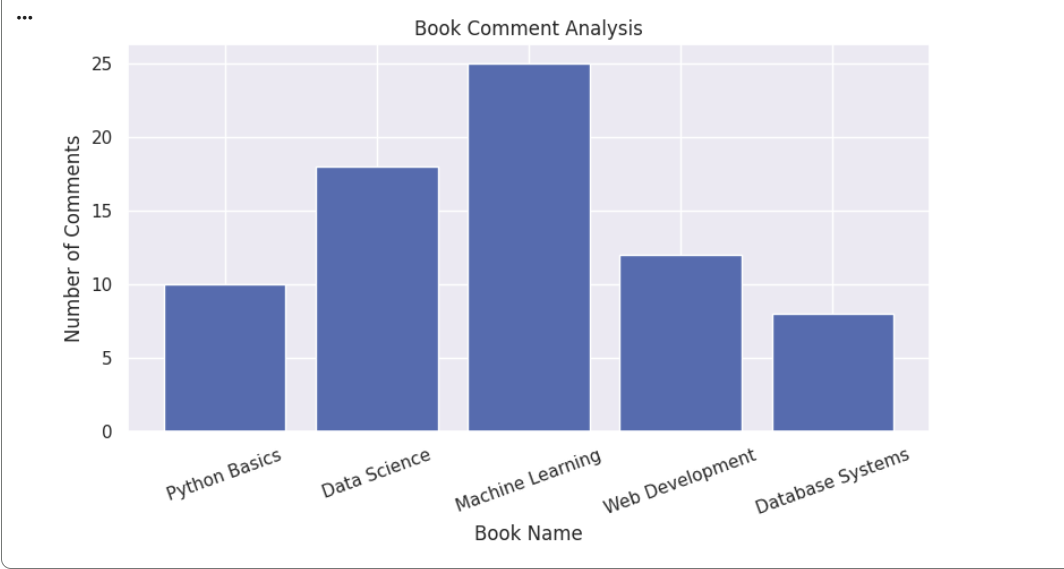 ...
Book Comment Analysis
Number of Comments
25
20
15
10
5
0
Python Basics
Data Science
Machine Learning
Web Development
Database Systems
Book Name